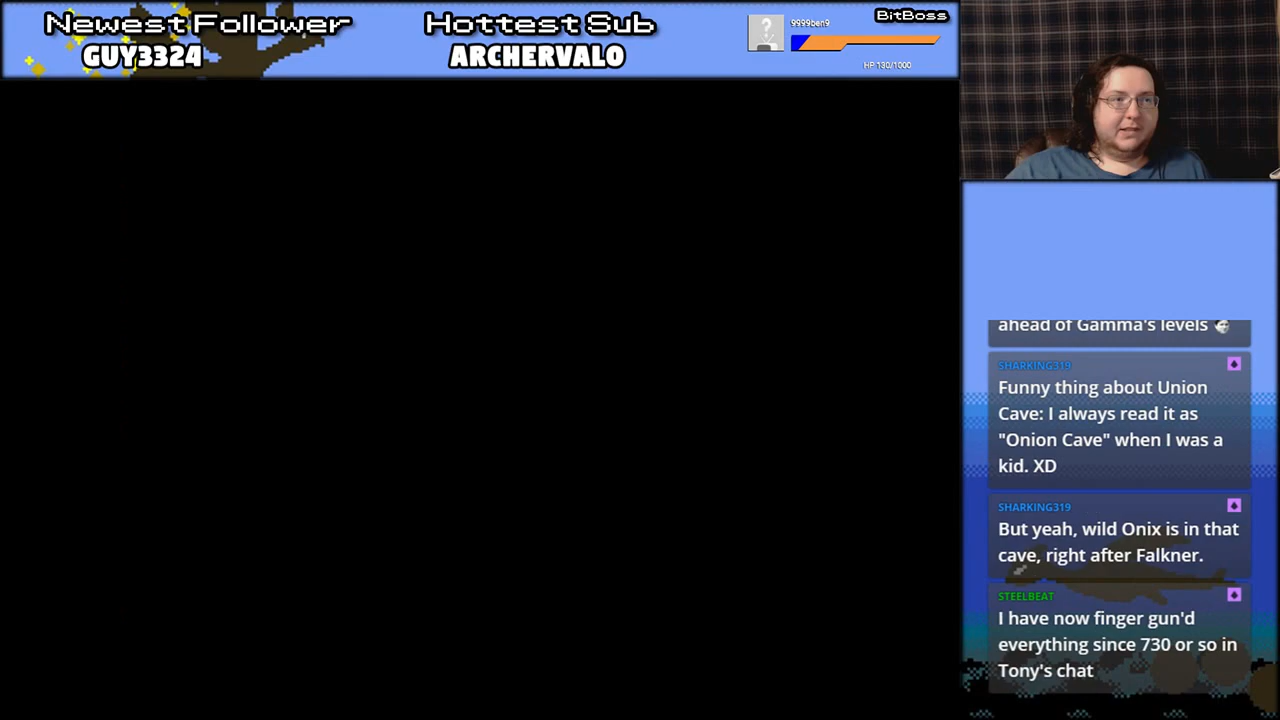 Newest Follower
GUY3324
Hottest Sub
ARCHERVALO
BitBoss
9999ben9
HP 130/1000
ahead of Gamma's levels
SHARKING319
Funny thing about Union
Cave: I always read it as
"Onion Cave" when I was a
kid. XD
SHARKING319
But yeah, wild Onix is in that
cave, right after Falkner.
STEELBEAT
I have now finger gun'd
everything since 730 or so in
Tony's chat